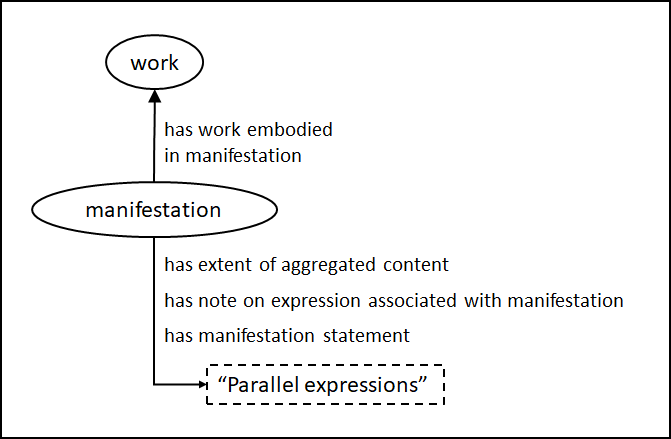 work
has work embodied
in manifestation
manifestation
has extent of aggregated content
has note on expression associated with manifestation
has manifestation statement
“Parallel expressions”